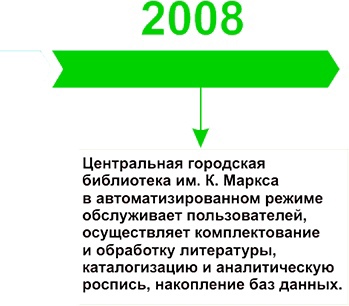 2008
Центральная городская
библиотека им. К. Маркса
в автоматизированном режиме
обслуживает пользователей,
осуществляет комплектование
и обработку литературы,
каталогизацию и аналитическую
роспись, накопление баз данных.